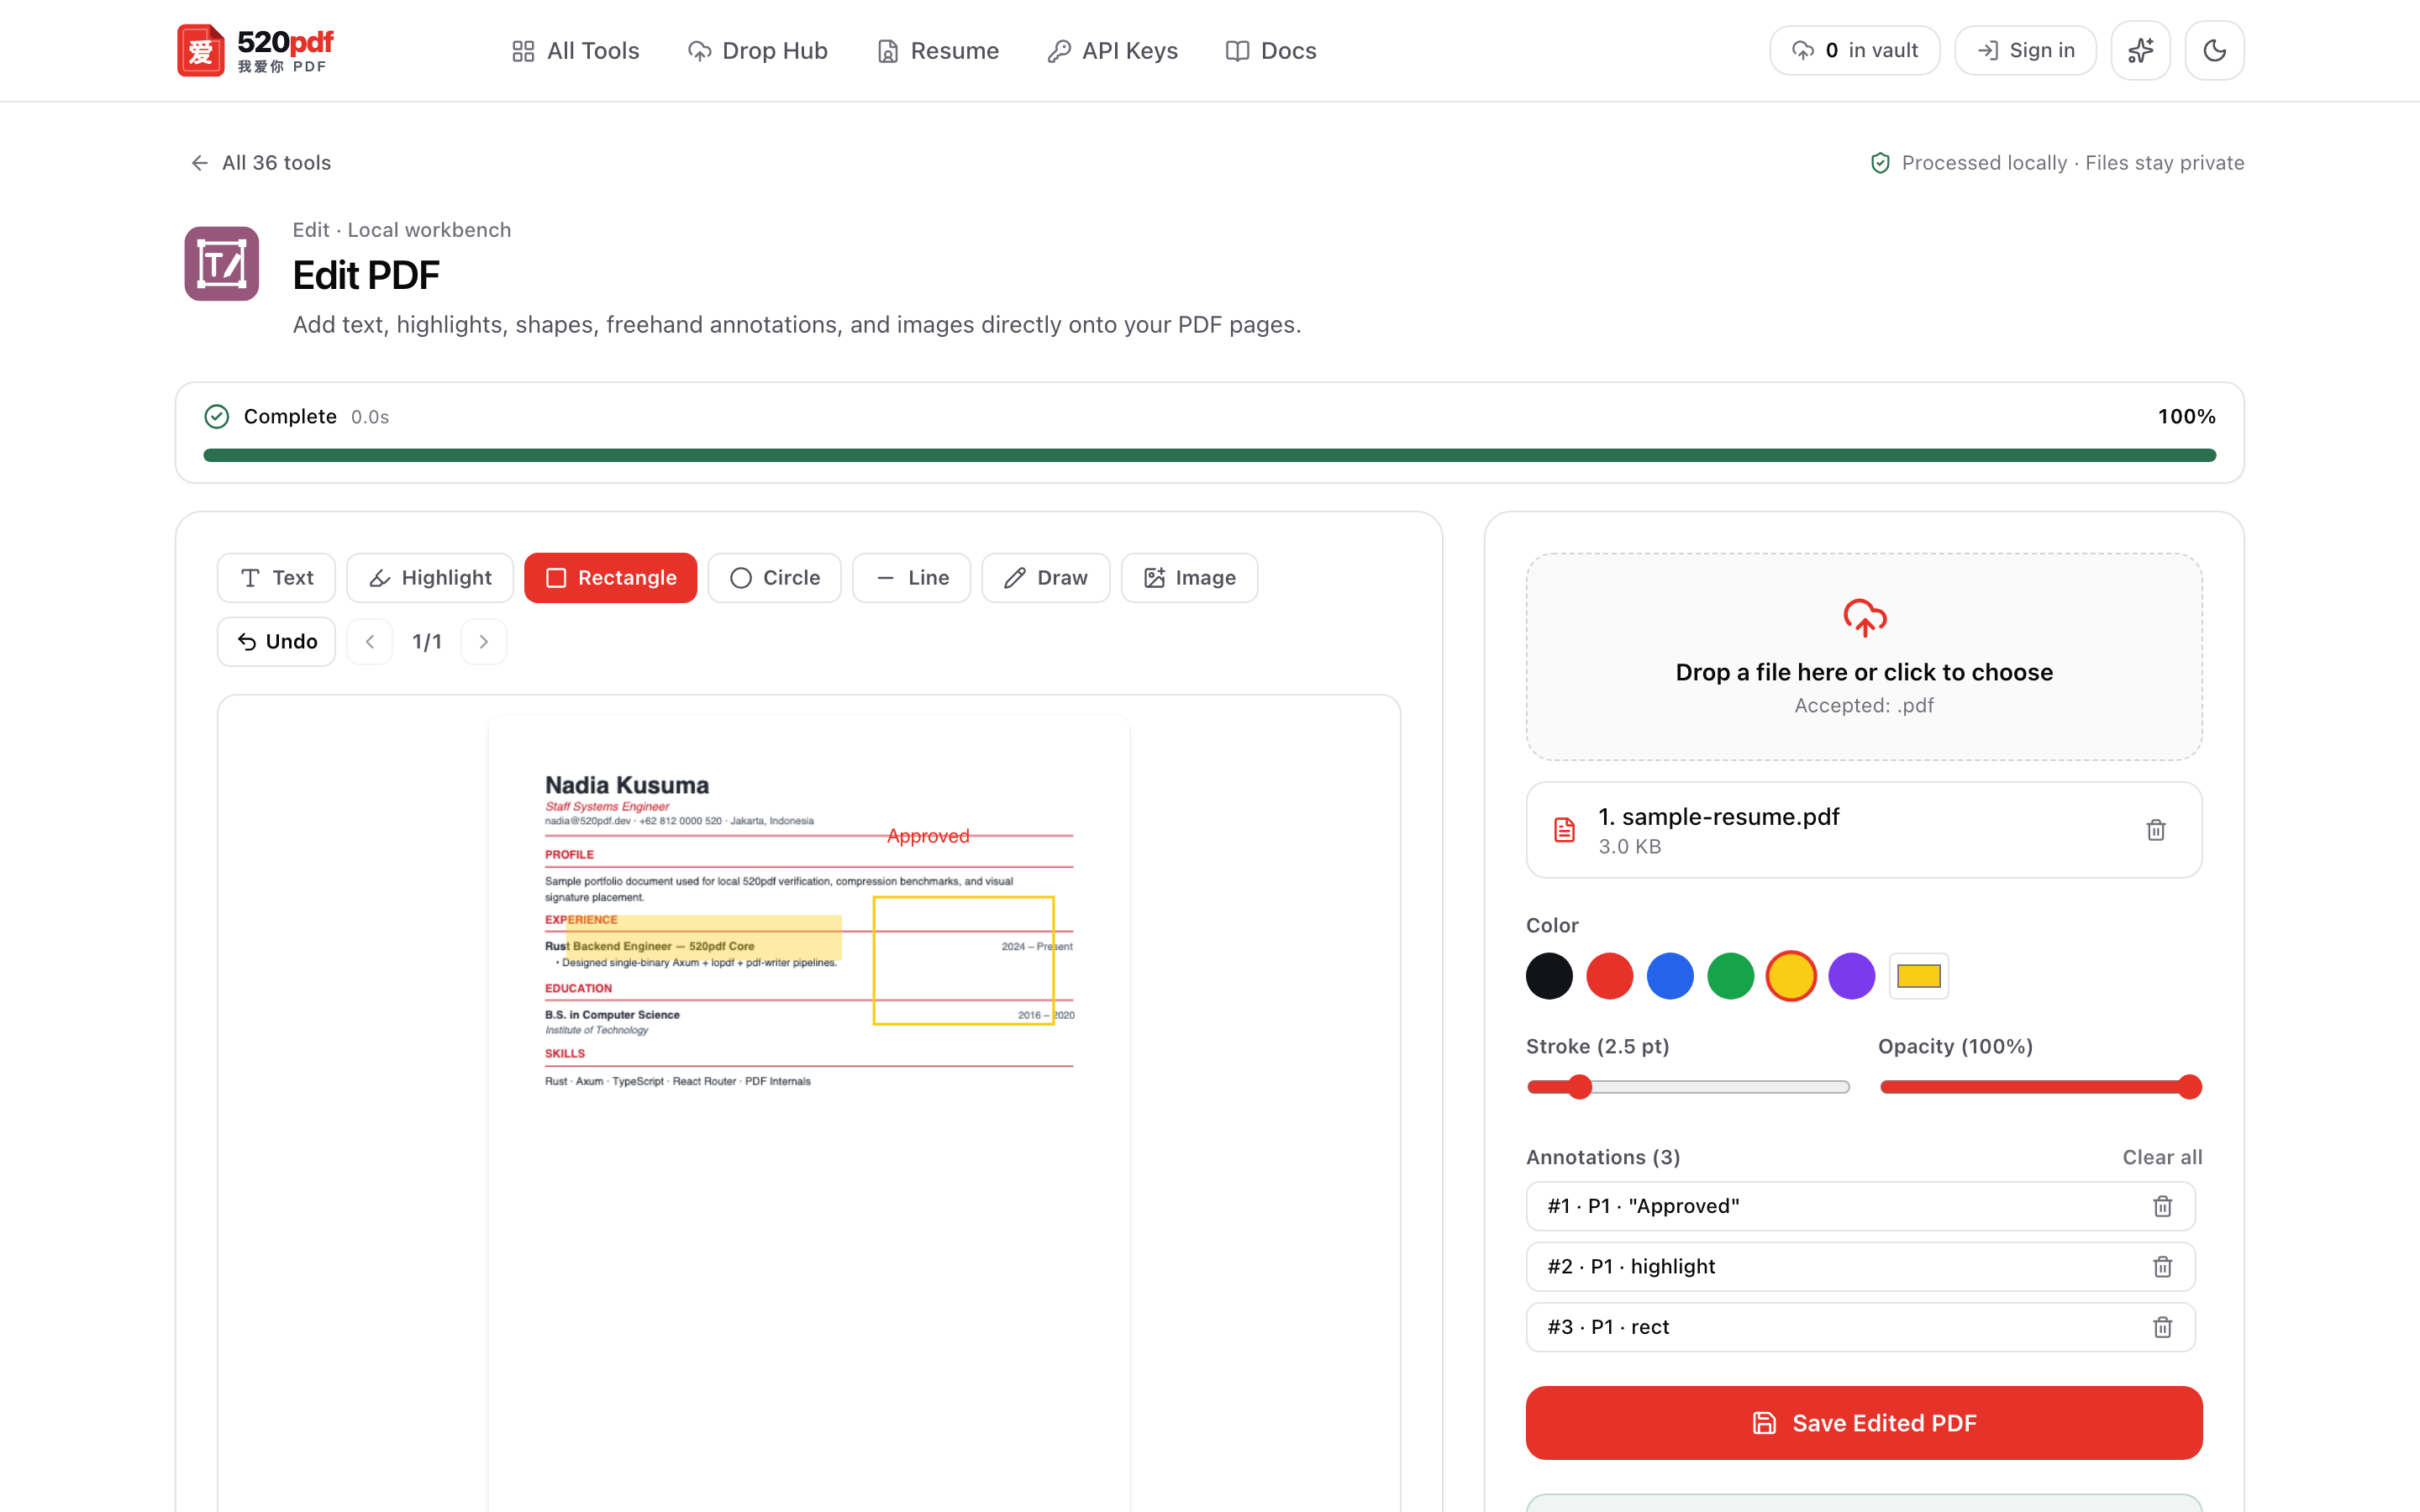 520pdf
我爱你 PDF
爱
All Tools
Drop Hub
Resume
API Keys
Docs
0 in vault
Sign in
All 36 tools
Processed locally · Files stay private
Edit · Local workbench
Edit PDF
Add text, highlights, shapes, freehand annotations, and images directly onto your PDF pages.
Complete 0.0s
100%
Text
Highlight
Rectangle
Circle
Line
Draw
Image
Undo
1/1
Nadia Kusuma
Staff Systems Engineer
nadia@520pdf.dev · +62 812 0000 520 · Jakarta, Indonesia
Approved
PROFILE
Sample portfolio document used for local 520pdf verification, compression benchmarks, and visual
signature placement.
EXPERIENCE
Rust Backend Engineer — 520pdf Core
2024 – Present
• Designed single-binary Axum + lopdf + pdf-writer pipelines.
EDUCATION
B.S. in Computer Science
2016 – 2020
Institute of Technology
SKILLS
Rust · Axum · TypeScript · React Router · PDF Internals
Drop a file here or click to choose
Accepted: .pdf
1. sample-resume.pdf
3.0 KB
Color
Stroke (2.5 pt)
Opacity (100%)
Annotations (3)
Clear all
#1 · P1 · "Approved"
#2 · P1 · highlight
#3 · P1 · rect
Save Edited PDF